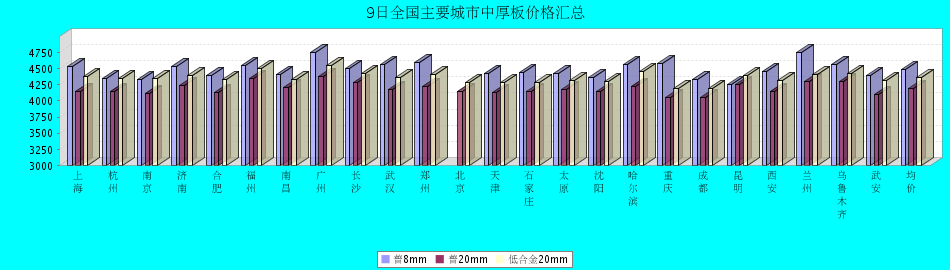 9日全国主要城市中厚板价格汇总
4750
4500
4250
4000
3750
3500
3250
3000
上海 杭州 南京 济南 合肥 福州 南昌 广州 长沙 武汉 郑州 北京 天津 石家庄 太原 沈阳 哈尔滨 重庆 成都 昆明 西安 兰州 乌鲁木齐 武安 均价
普8mm 普20mm 低合金20mm